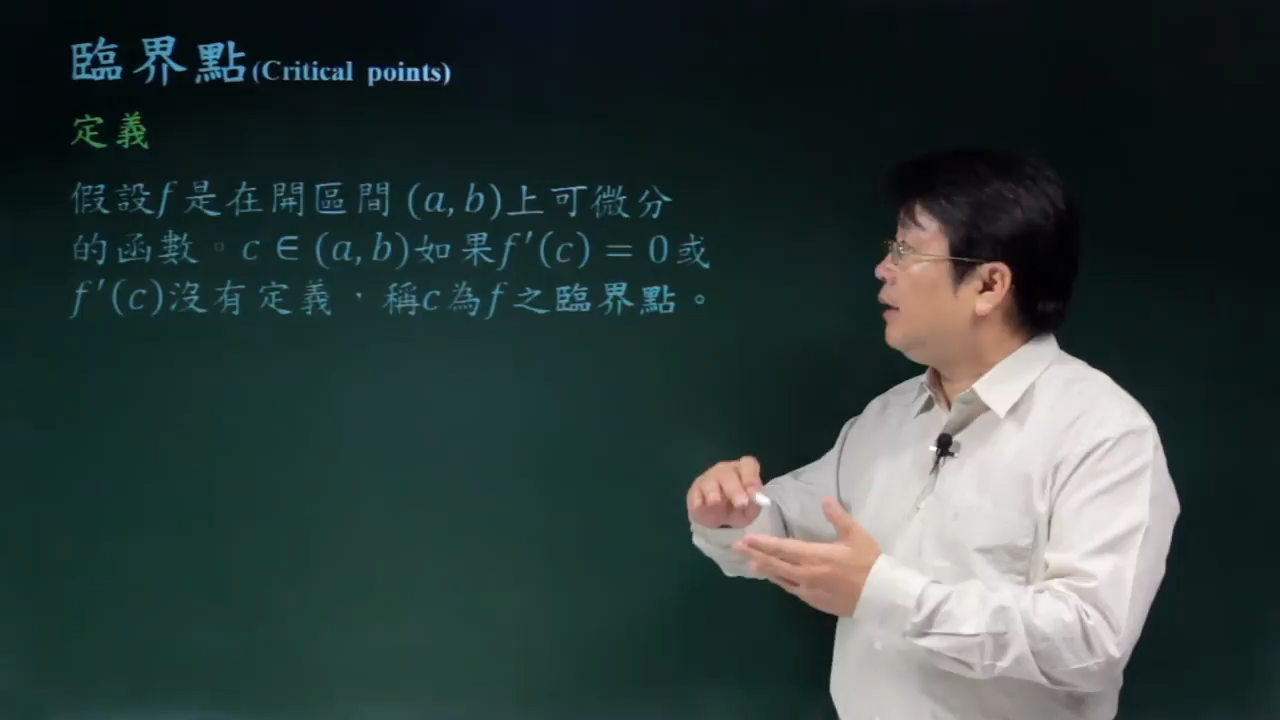 臨界點(Critical points)
定義
假設f是在開區間(a,b)上可微分
的函數。c∈(a,b)如果f′(c)=0或
f′(c)沒有定義，稱c為f之臨界點。